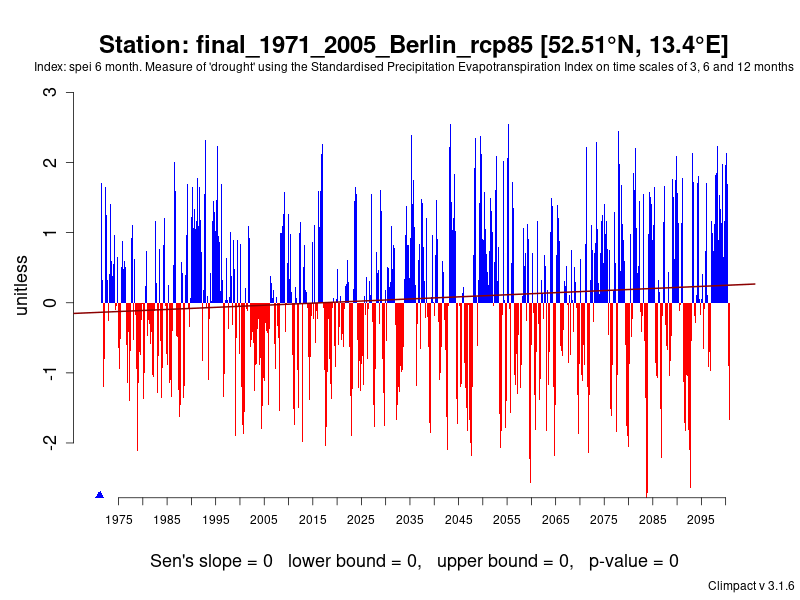 Station: final_1971_2005_Berlin_rcp85 [52.51°N, 13.4°E]
Index: spei 6 month. Measure of 'drought' using the Standardised Precipitation Evapotranspiration Index on time scales of 3, 6 and 12 months
3
2
1
0
-1
-2
unitless
1975 1985 1995 2005 2015 2025 2035 2045 2055 2065 2075 2085 2095
Sen's slope = 0 lower bound = 0, upper bound = 0, p-value = 0
Climpact v 3.1.6